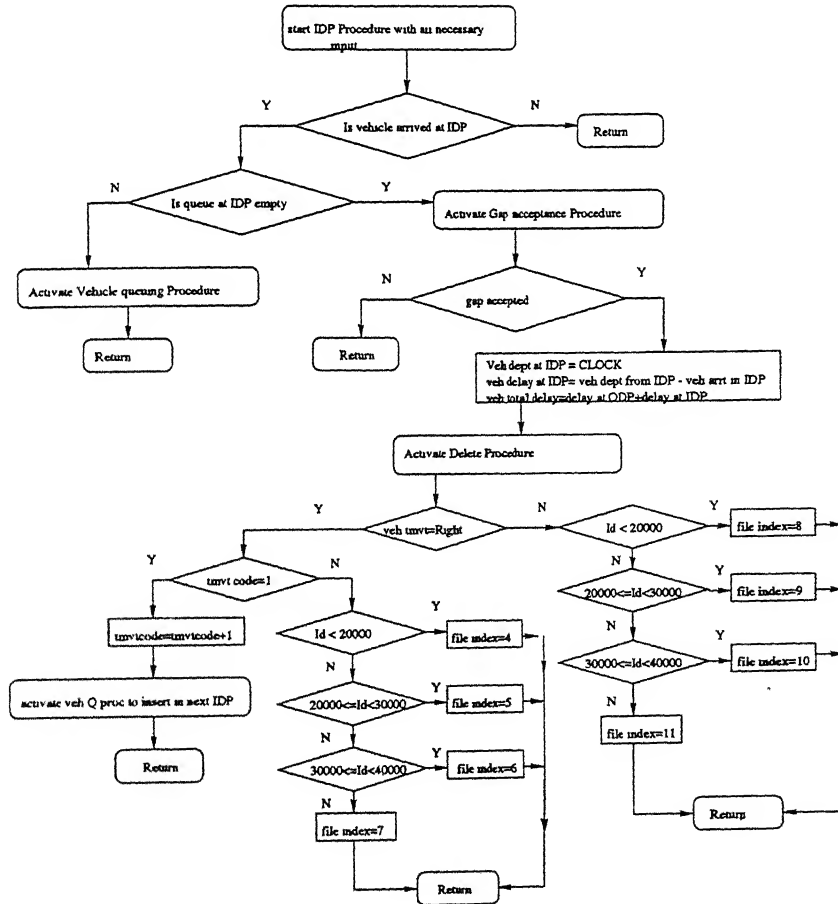 start IDP Procedure with all necessary
input
Y
N
Is vehicle arrived at IDP
Return
N
Y
Is queue at IDP empty
Activate Gap acceptance Procedure
Activate Vehicle queuing Procedure
N
Y
gap accepted
Return
Return
Veh dept at IDP = CLOCK
veh delay at IDP= veh dept from IDP - veh arrt in IDP
veh total delay=delay at ODP+delay at IDP
Activate Delete Procedure
Y
N
Y
veh tmvt=Right
Id < 20000
file index=8
Y
N
N
tmvt code=1
20000<=Id<30000
Y
file index=9
tmvtcode=tmvtcode+1
Id < 20000
Y
file index=4
N
30000<=Id<40000
Y
file index=10
N
activate veh Q proc to insert in next IDP
20000<=Id<30000
Y
file index=5
N
file index=11
N
Return
30000<=Id<40000
Y
file index=6
N
file index=7
Return
Return